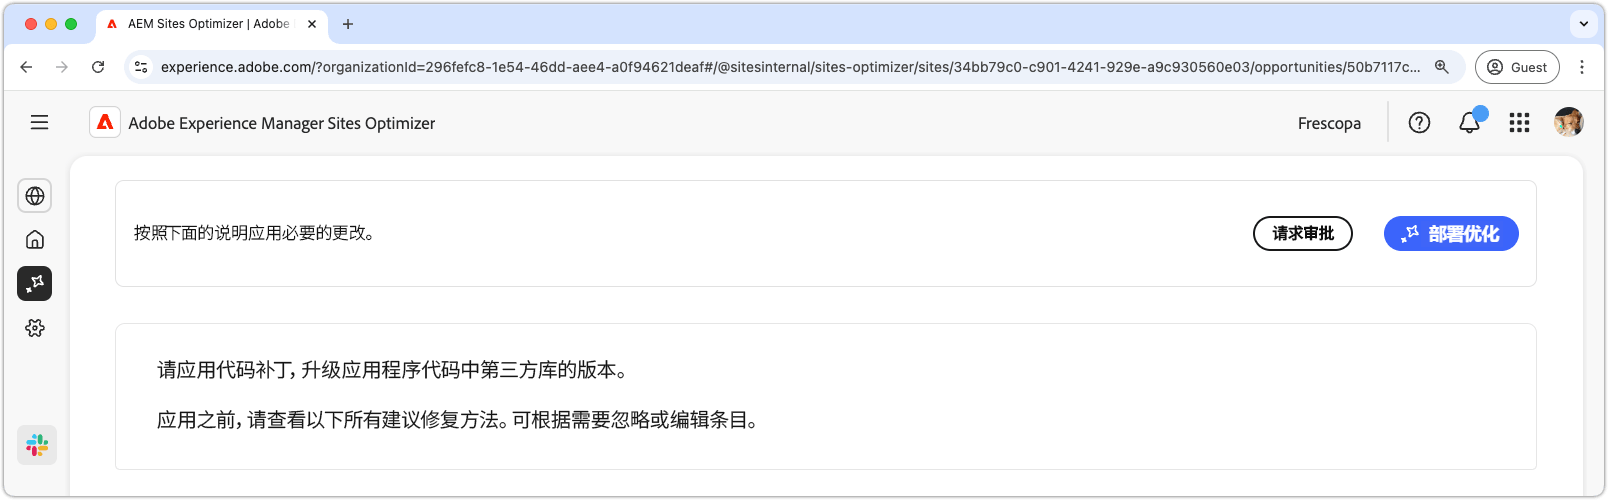 AEM Sites Optimizer | Adobe
experience.adobe.com/?organizationId=296fefc8-1e54-46dd-aee4-a0f94621deaf#/@sitesinternal/sites-optimizer/sites/34bb79c0-c901-4241-929e-a9c930560e03/opportunities/50b7117c...
Guest
Adobe Experience Manager Sites Optimizer
Frescopa
按照下面的说明应用必要的更改。
请求审批
部署优化
请应用代码补丁，升级应用程序代码中第三方库的版本。
应用之前，请查看以下所有建议修复方法。可根据需要忽略或编辑条目。